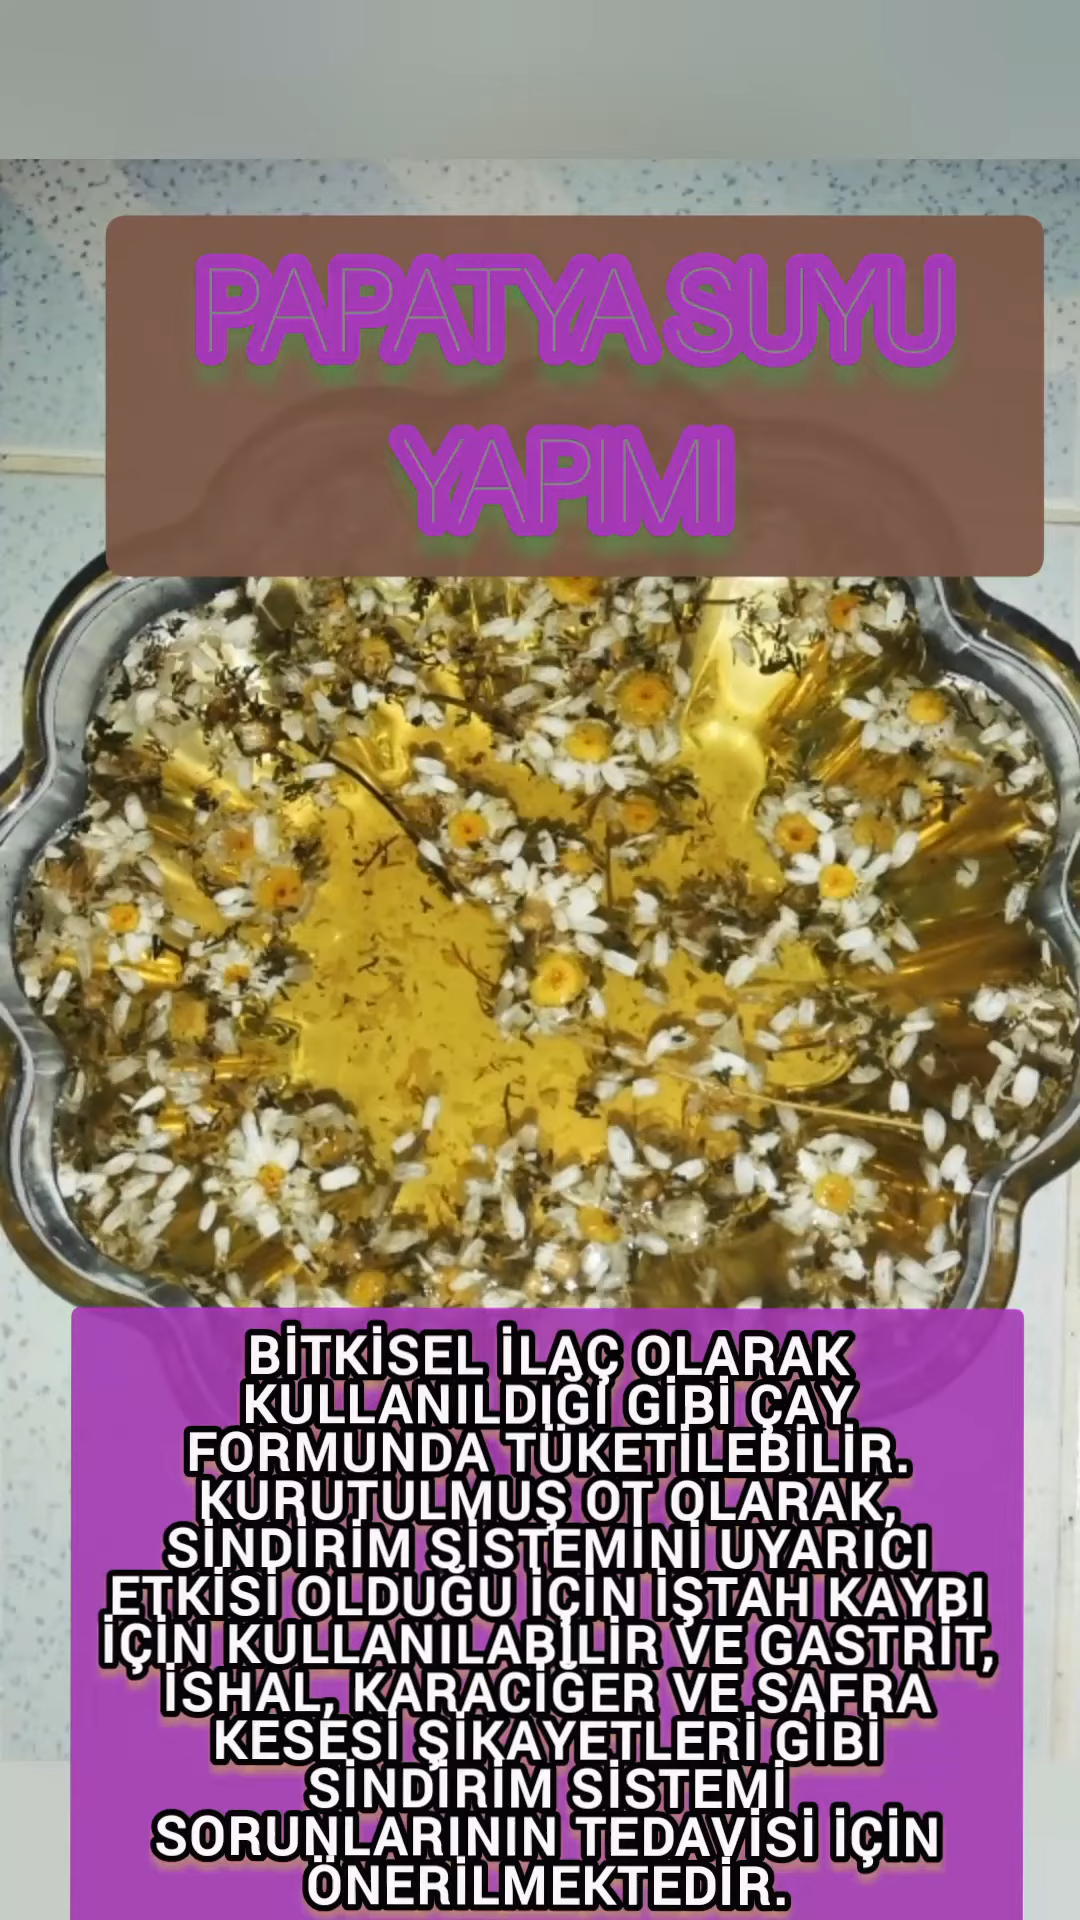 PAPATYA SUYU
YAPIMI
BİTKİSEL İLAÇ OLARAK
KULLANILDIĞI GİBİ ÇAY
FORMUNDA TÜKETİLEBİLİR.
KURUTULMUŞ OT OLARAK,
SİNDİRİM SİSTEMİNİ UYARICI
ETKİSİ OLDUĞU İÇİN İŞTAH KAYBI
İÇİN KULLANILABİLİR VE GASTRİT,
İSHAL, KARACİĞER VE SAFRA
KESESİ ŞİKAYETLERİ GİBİ
SİNDİRİM SİSTEMİ
SORUNLARININ TEDAVİSİ İÇİN
ÖNERİLMEKTEDİR.